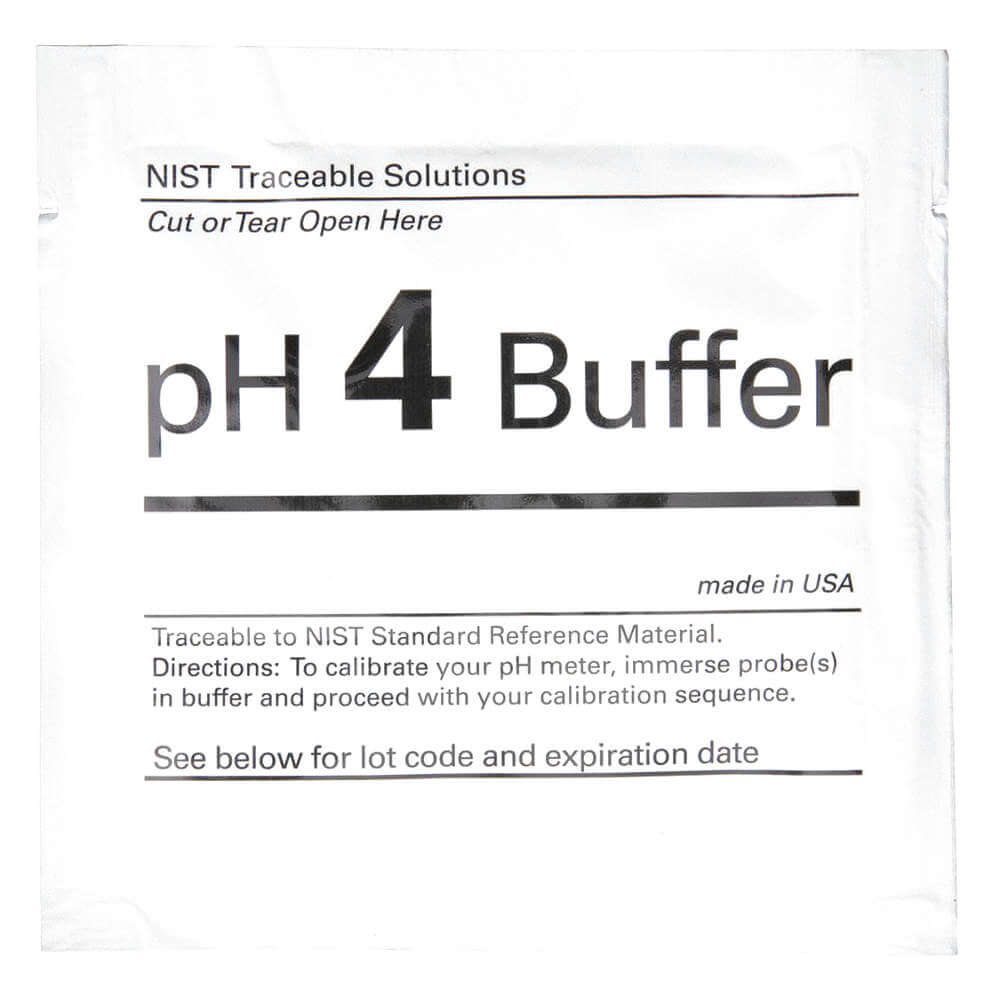 NIST Traceable Solutions
Cut or Tear Open Here
pH 4 Buffer
made in USA
Traceable to NIST Standard Reference Material.
Directions: To calibrate your pH meter, immerse probe(s)
in buffer and proceed with your calibration sequence.
See below for lot code and expiration date